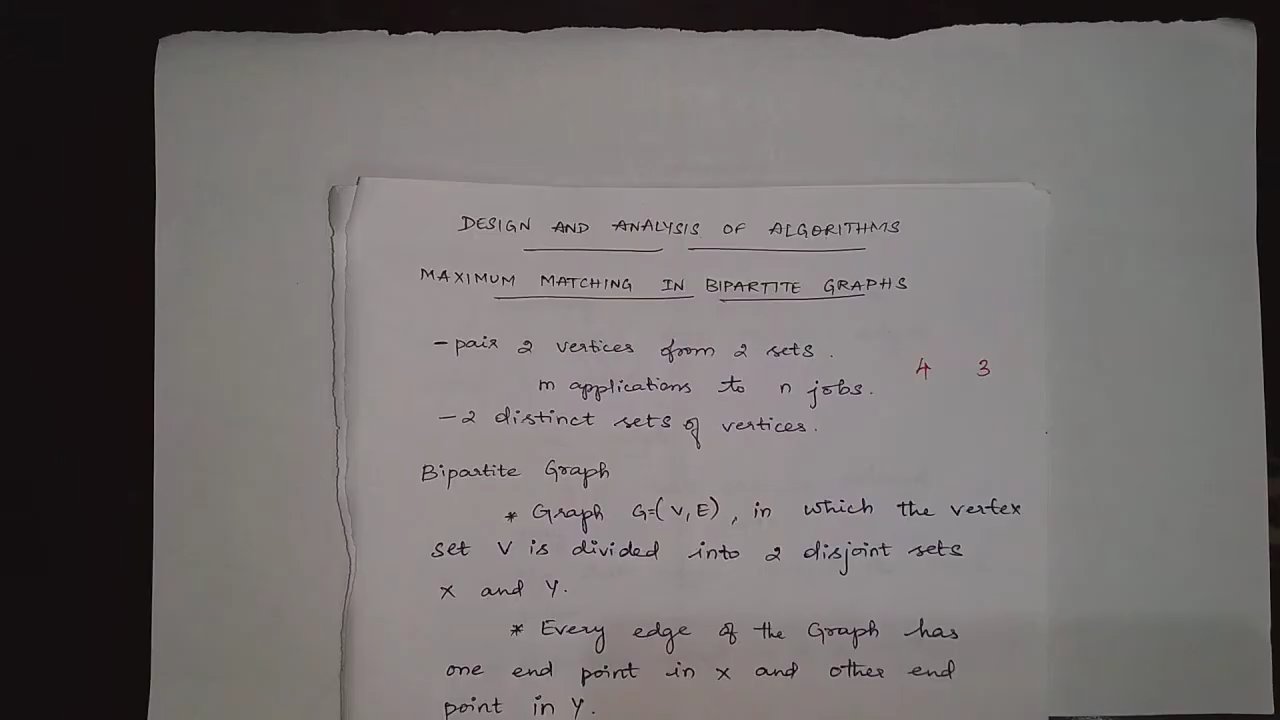 DESIGN AND ANALYSIS OF ALGORITHMS
MAXIMUM MATCHING IN BIPARTITE GRAPHS
- pair 2 vertices from 2 sets.
m applications to n jobs. 4 3
- 2 distinct sets of vertices.
Bipartite Graph
* Graph G=(V,E), in which the vertex
set V is divided into 2 disjoint sets
X and Y.
* Every edge of the Graph has
one end point in X and other end
point in Y.